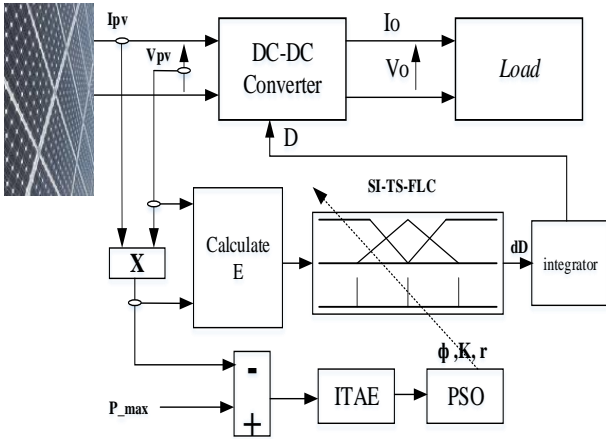 Ipv
Vpv
DC-DC
Converter
Io
Vo
Load
D
SI-TS-FLC
Calculate
E
X
dD
integrator
ϕ ,K, r
P_max
-
+
ITAE
PSO